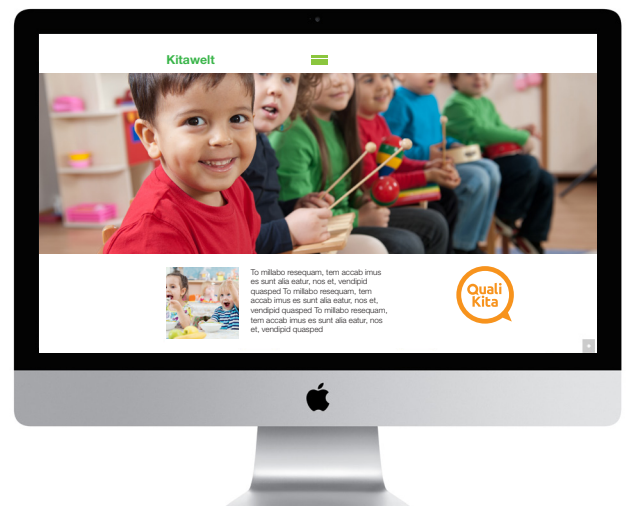 Kitawelt
To millabo resequam, tem accab imus
es sunt alia eatur, nos et, vendipid
quasped To millabo resequam, tem
accab imus es sunt alia eatur, nos et,
vendipid quasped To millabo resequam,
tem accab imus es sunt alia eatur, nos
et, vendipid quasped
Quali
Kita